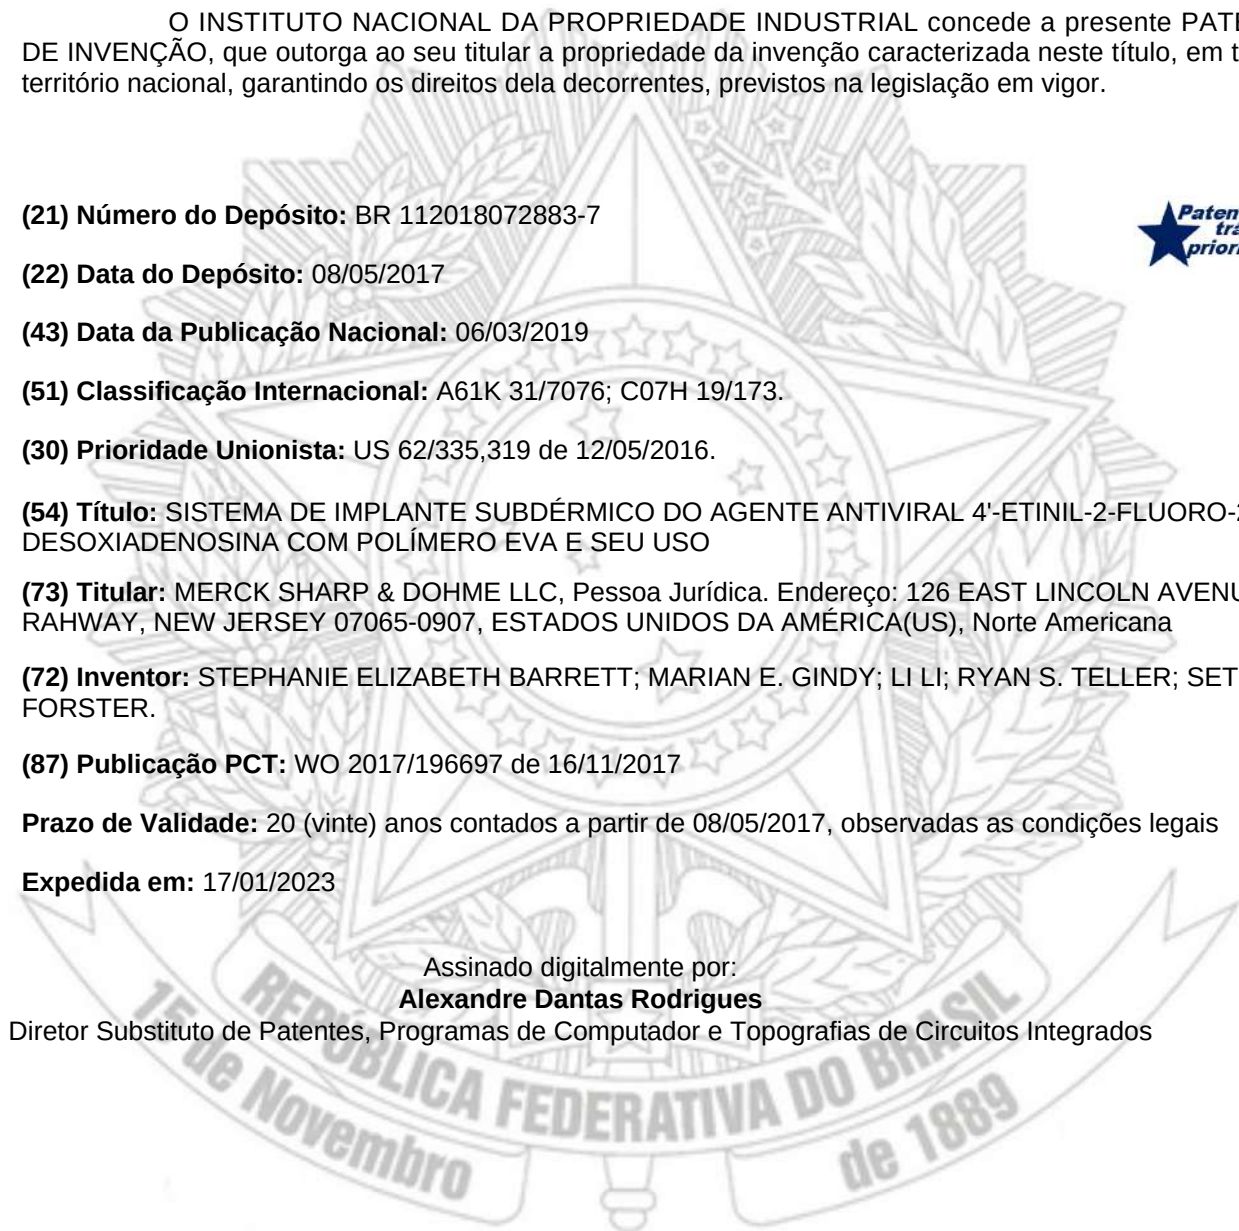 O INSTITUTO NACIONAL DA PROPRIEDADE INDUSTRIAL concede a presente PATE
DE INVENÇÃO, que outorga ao seu titular a propriedade da invenção caracterizada neste título, em t
território nacional, garantindo os direitos dela decorrentes, previstos na legislação em vigor.
(21) Número do Depósito: BR 112018072883-7
Paten
trâ
priori
(22) Data do Depósito: 08/05/2017
(43) Data da Publicação Nacional: 06/03/2019
(51) Classificação Internacional: A61K 31/7076; C07H 19/173.
(30) Prioridade Unionista: US 62/335,319 de 12/05/2016.
(54) Título: SISTEMA DE IMPLANTE SUBDÉRMICO DO AGENTE ANTIVIRAL 4'-ETINIL-2-FLUORO-2
DESOXIADENOSINA COM POLÍMERO EVA E SEU USO
(73) Titular: MERCK SHARP & DOHME LLC, Pessoa Jurídica. Endereço: 126 EAST LINCOLN AVENU
RAHWAY, NEW JERSEY 07065-0907, ESTADOS UNIDOS DA AMÉRICA(US), Norte Americana
(72) Inventor: STEPHANIE ELIZABETH BARRETT; MARIAN E. GINDY; LI LI; RYAN S. TELLER; SET
FORSTER.
(87) Publicação PCT: WO 2017/196697 de 16/11/2017
Prazo de Validade: 20 (vinte) anos contados a partir de 08/05/2017, observadas as condições legais
Expedida em: 17/01/2023
Assinado digitalmente por:
Alexandre Dantas Rodrigues
Diretor Substituto de Patentes, Programas de Computador e Topografias de Circuitos Integrados
REPÚBLICA FEDERATIVA DO BRASIL
15 de Novembro
de 1889